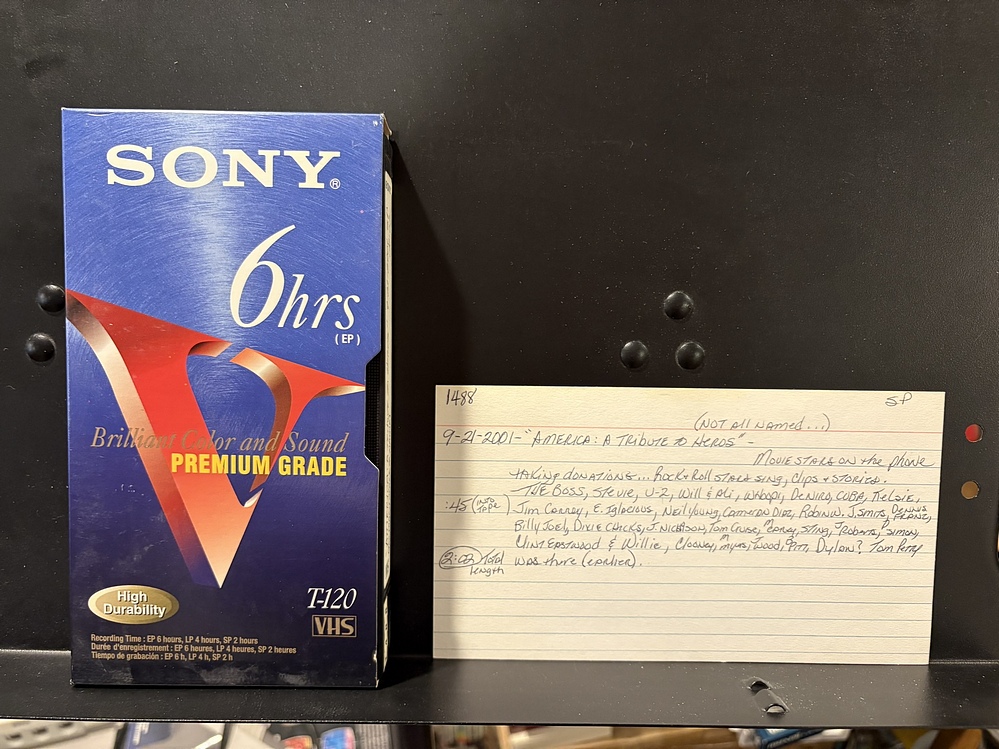 SONY®
6hrs
(EP)
Brilliant Color and Sound
PREMIUM GRADE
High
Durability
T-120
VHS
Recording Time : EP 6 hours, LP 4 hours, SP 2 hours
Durée d'enregistrement : EP 6 heures, LP 4 heures, SP 2 heures
Tiempo de grabación : EP 6 h, LP 4 h, SP 2 h
1488 SP
(NOT All NAMED...)
9-21-2001-"AMERICA: A TRIBUTE TO HEROS"-
MOVIE STARS ON the phone
TAKING DONATIONS... Rock+Roll STARS SING, Clips + STORIES.
THE BOSS, STEVIE, U-2, Will & Ali, Whoopi, DENIRO, CUBA, KELSIE,
:45 (INTO TAPE) Jim Carrey, E. Iglecious, Neil Young, CAMERON DIAZ, ROBIN W. J. SMITS, DENNIS FRANZ,
Billy Joel, DIXIE CHICKS, J. NICHOLSON, Tom Cruise, M. Carey, STING, J Roberts, P SIMON,
Clint EASTWOOD & Willie, Clooney, Myers, J Wood, Pitt, Dylan? Tom Petty
2:02 Total length was there (earlier).